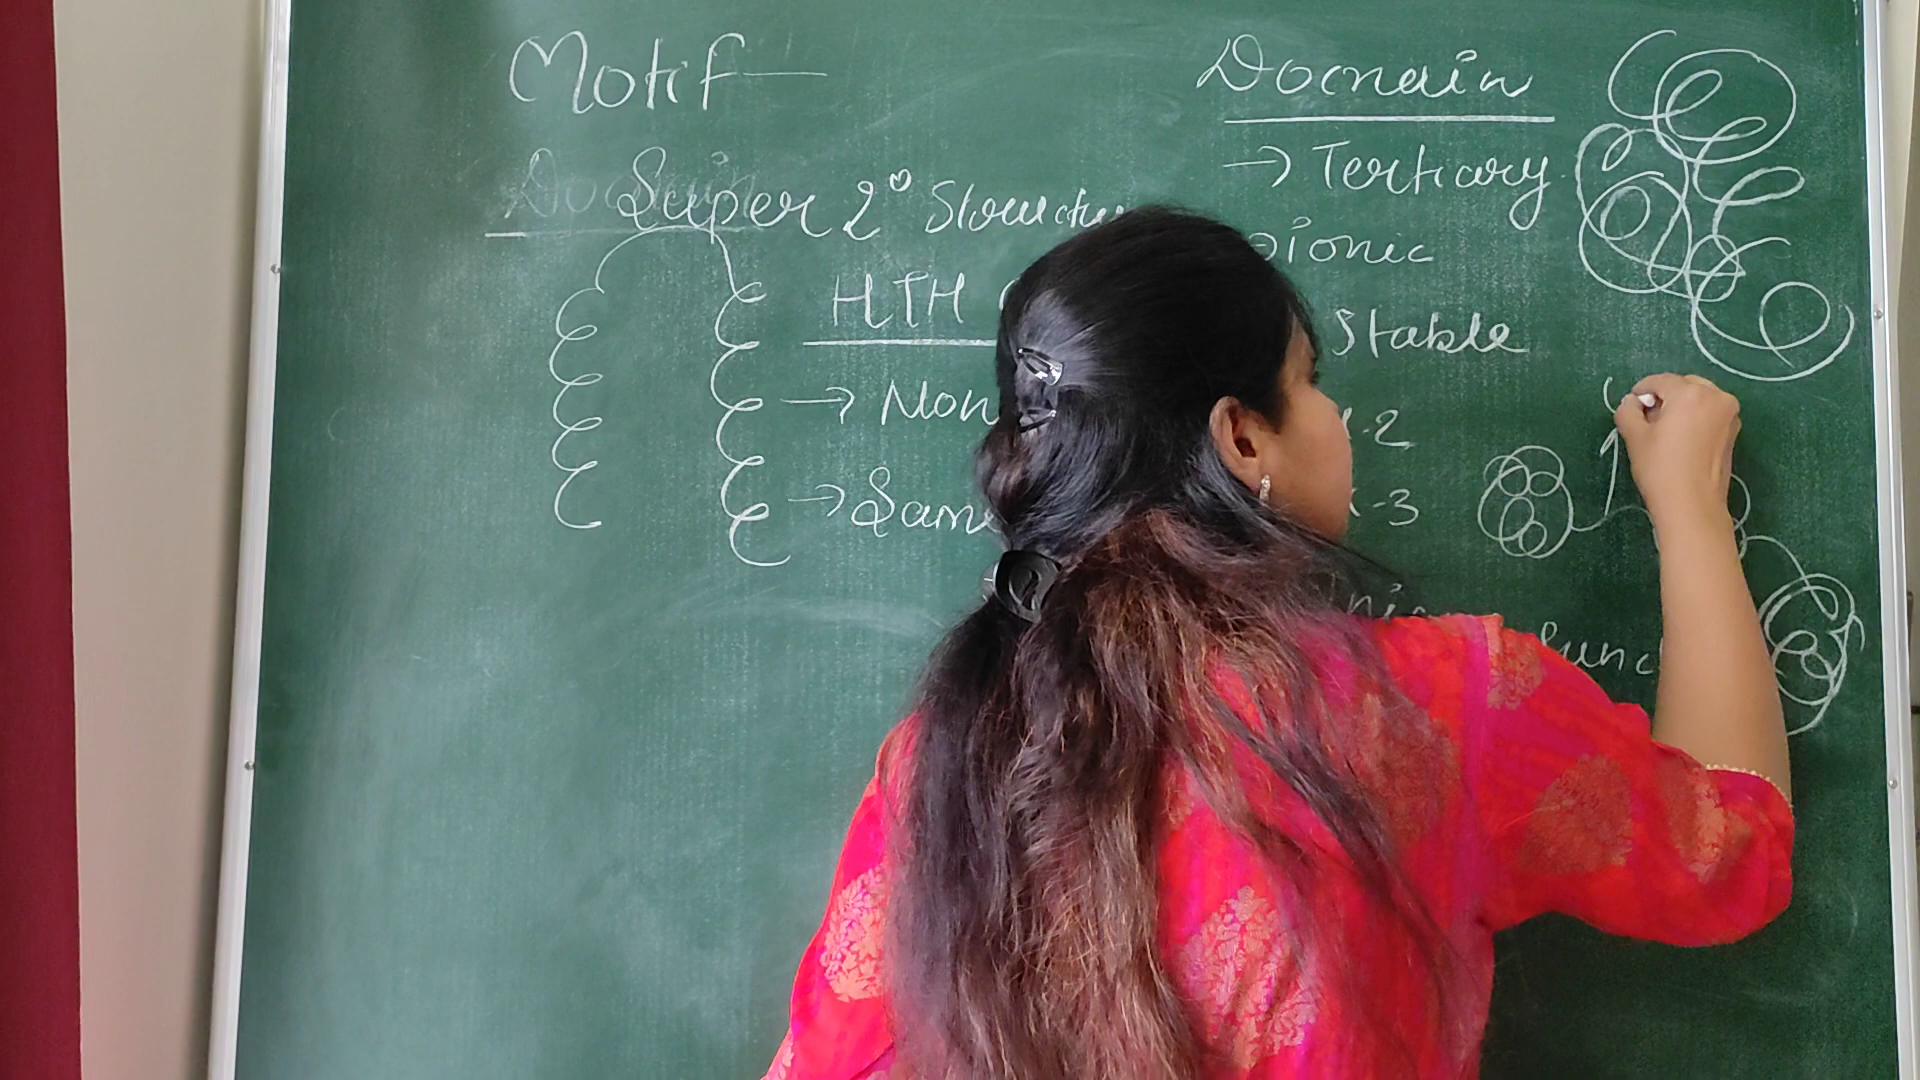 Motif
Super 2° Structu
HTH
→ Non
→ Sam
Domain
→ Tertiary
ionic
Stable
-2
-3